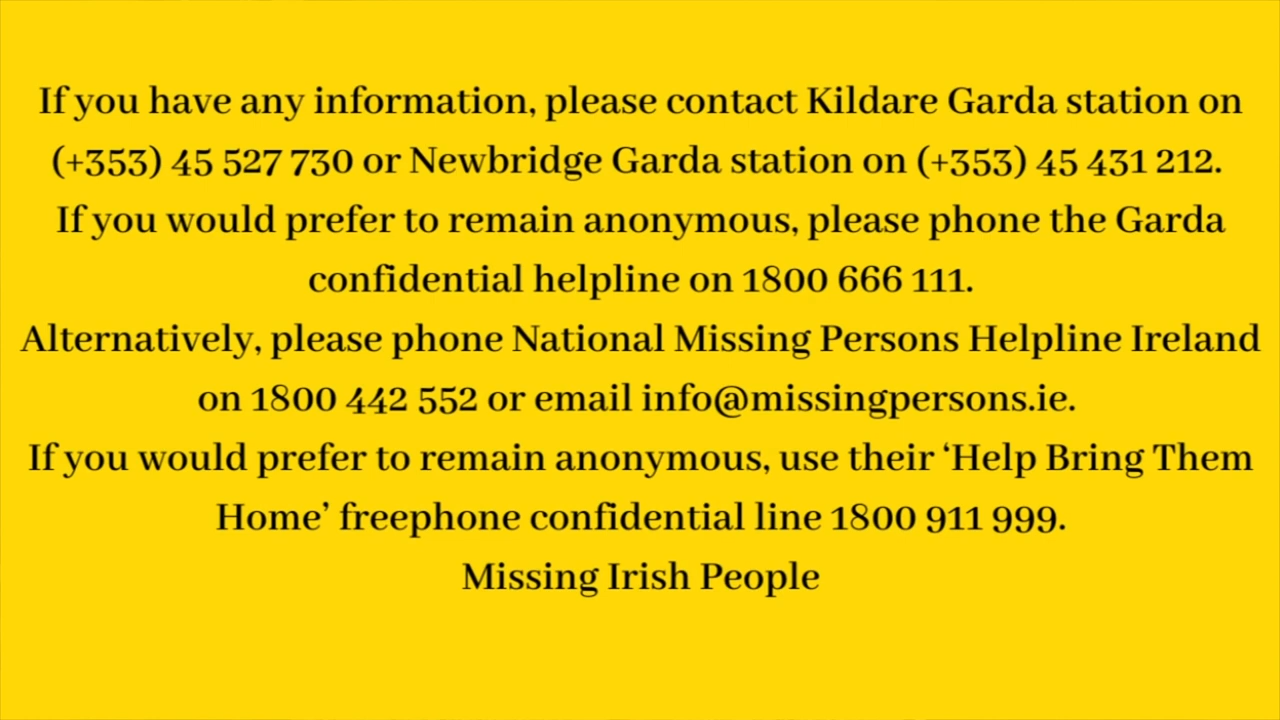 If you have any information, please contact Kildare Garda station on
(+353) 45 527 730 or Newbridge Garda station on (+353) 45 431 212.
If you would prefer to remain anonymous, please phone the Garda
confidential helpline on 1800 666 111.
Alternatively, please phone National Missing Persons Helpline Ireland
on 1800 442 552 or email info@missingpersons.ie.
If you would prefer to remain anonymous, use their ‘Help Bring Them
Home’ freephone confidential line 1800 911 999.
Missing Irish People